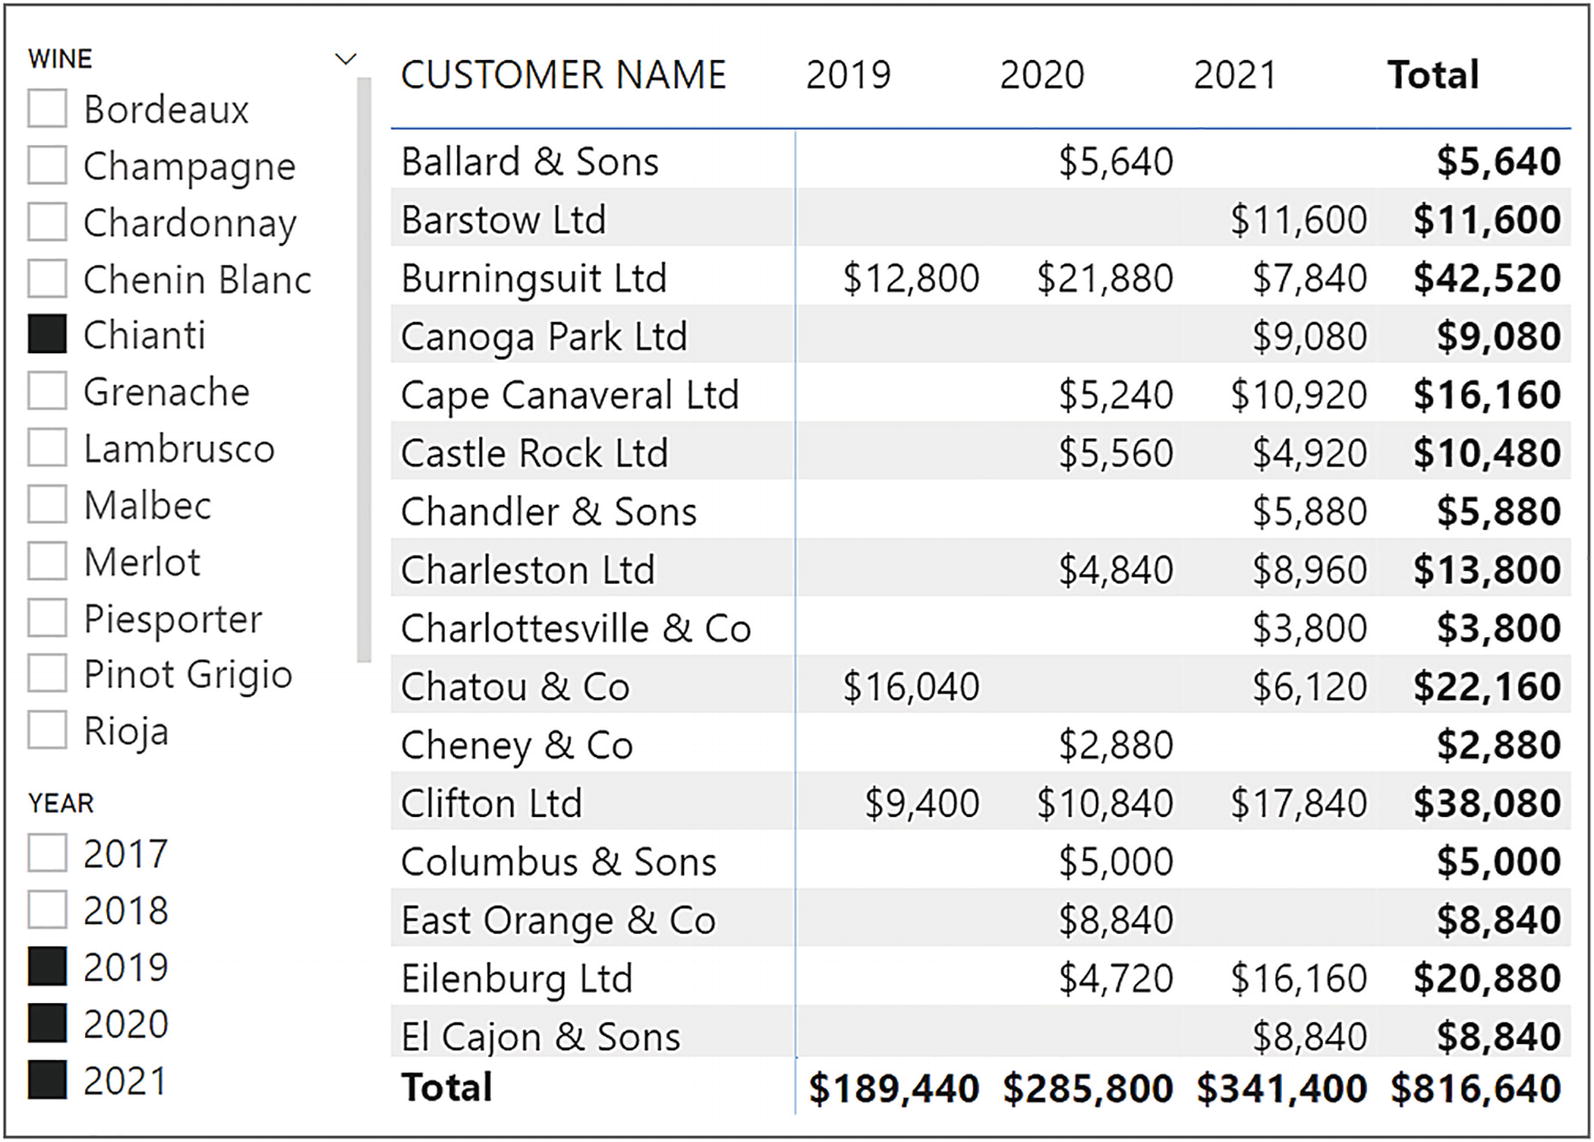 WINE
Bordeaux
Champagne
Chardonnay
Chenin Blanc
Chianti
Grenache
Lambrusco
Malbec
Merlot
Piesporter
Pinot Grigio
Rioja
YEAR
2017
2018
2019
2020
2021
CUSTOMER NAME 2019 2020 2021 Total
Ballard & Sons $5,640 $5,640
Barstow Ltd $11,600 $11,600
Burningsuit Ltd $12,800 $21,880 $7,840 $42,520
Canoga Park Ltd $9,080 $9,080
Cape Canaveral Ltd $5,240 $10,920 $16,160
Castle Rock Ltd $5,560 $4,920 $10,480
Chandler & Sons $5,880 $5,880
Charleston Ltd $4,840 $8,960 $13,800
Charlottesville & Co $3,800 $3,800
Chatou & Co $16,040 $6,120 $22,160
Cheney & Co $2,880 $2,880
Clifton Ltd $9,400 $10,840 $17,840 $38,080
Columbus & Sons $5,000 $5,000
East Orange & Co $8,840 $8,840
Eilenburg Ltd $4,720 $16,160 $20,880
El Cajon & Sons $8,840 $8,840
Total $189,440 $285,800 $341,400 $816,640